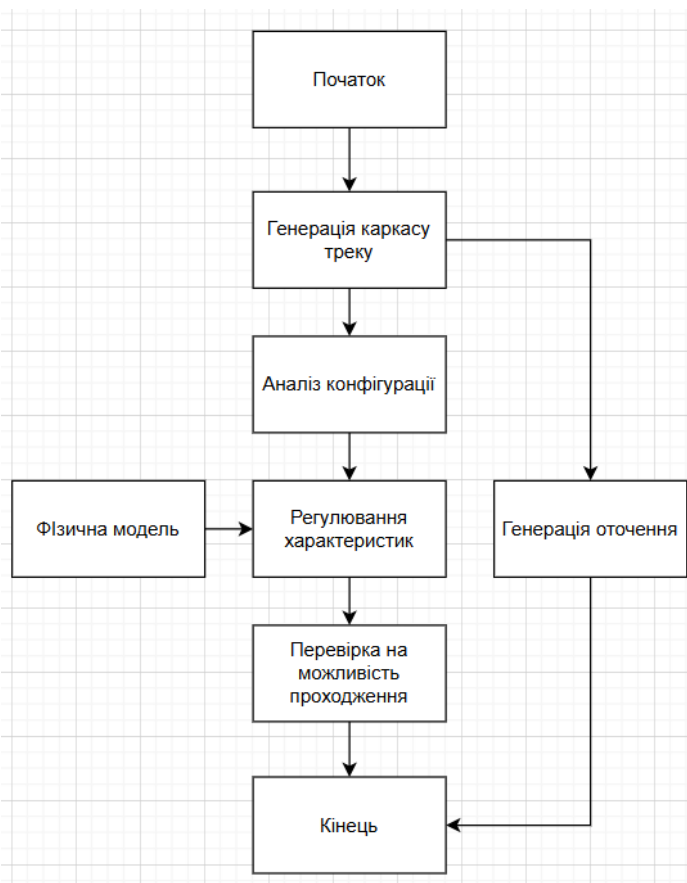 Початок
Генерація каркасу
треку
Аналіз конфігурації
ФІзична модель
Регулювання
характеристик
Генерація оточення
Перевірка на
можливість
проходження
Кінець